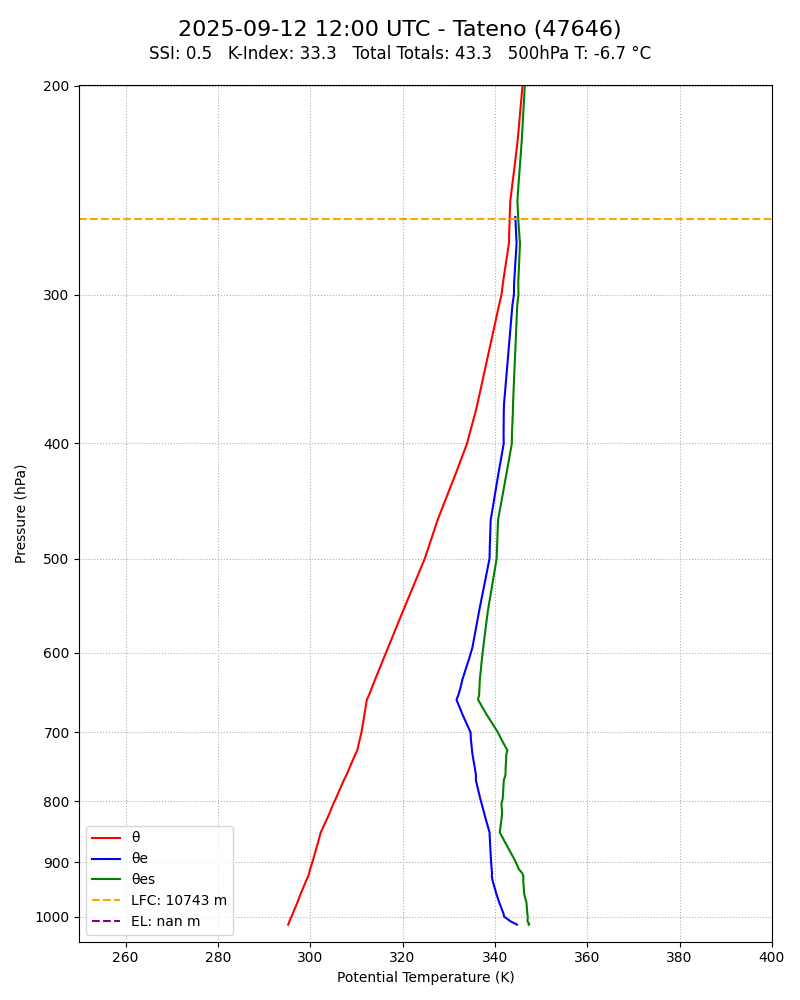 2025-09-12 12:00 UTC - Tateno (47646)
SSI: 0.5   K-Index: 33.3   Total Totals: 43.3   500hPa T: -6.7 °C
200
300
400
500
600
700
800
900
1000
Pressure (hPa)
θ
θe
θes
LFC: 10743 m
EL: nan m
260
280
300
320
340
360
380
400
Potential Temperature (K)